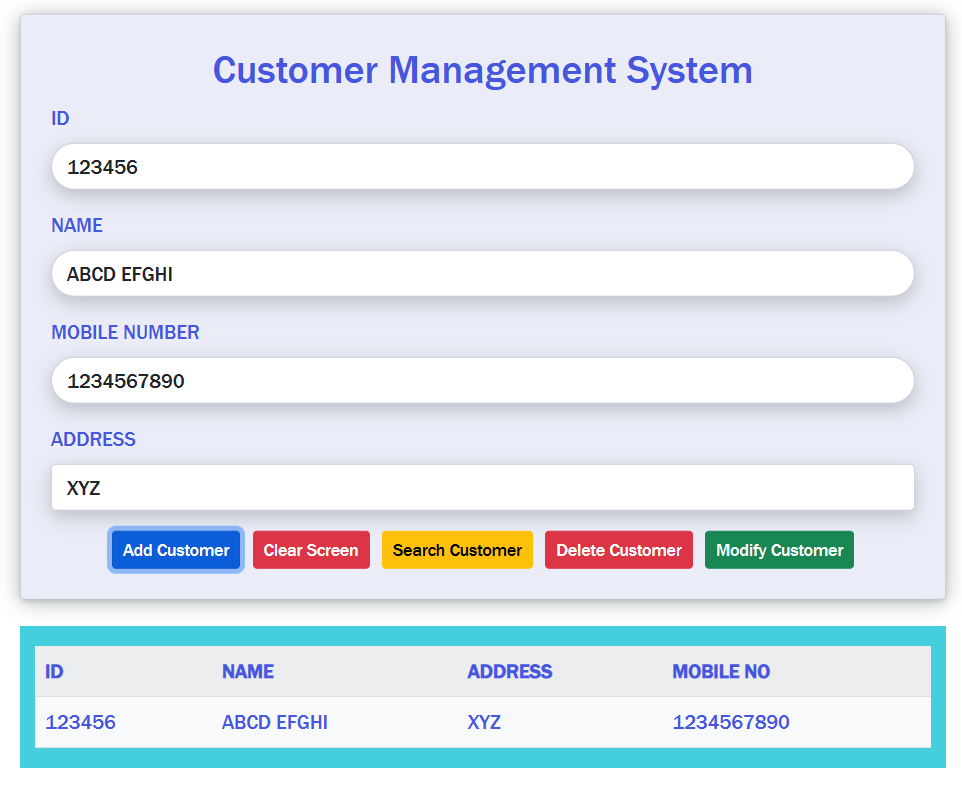 Customer Management System
ID
123456
NAME
ABCD EFGHI
MOBILE NUMBER
1234567890
ADDRESS
XYZ
Add Customer Clear Screen Search Customer Delete Customer Modify Customer
ID NAME ADDRESS MOBILE NO
123456 ABCD EFGHI XYZ 1234567890